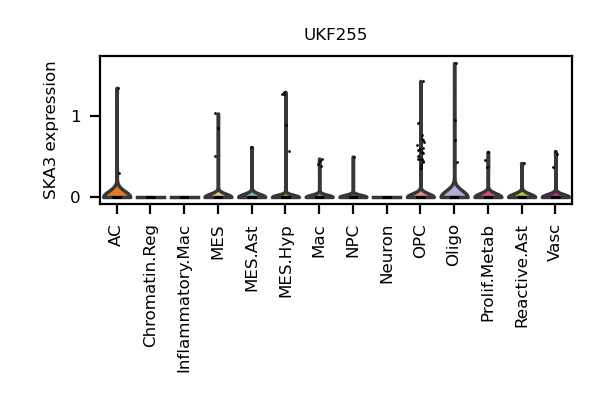 UKF255
SKA3 expression
1
0
AC
Chromatin.Reg
Inflammatory.Mac
MES
MES.Ast
MES.Hyp
Mac
NPC
Neuron
OPC
Oligo
Prolif.Metab
Reactive.Ast
Vasc